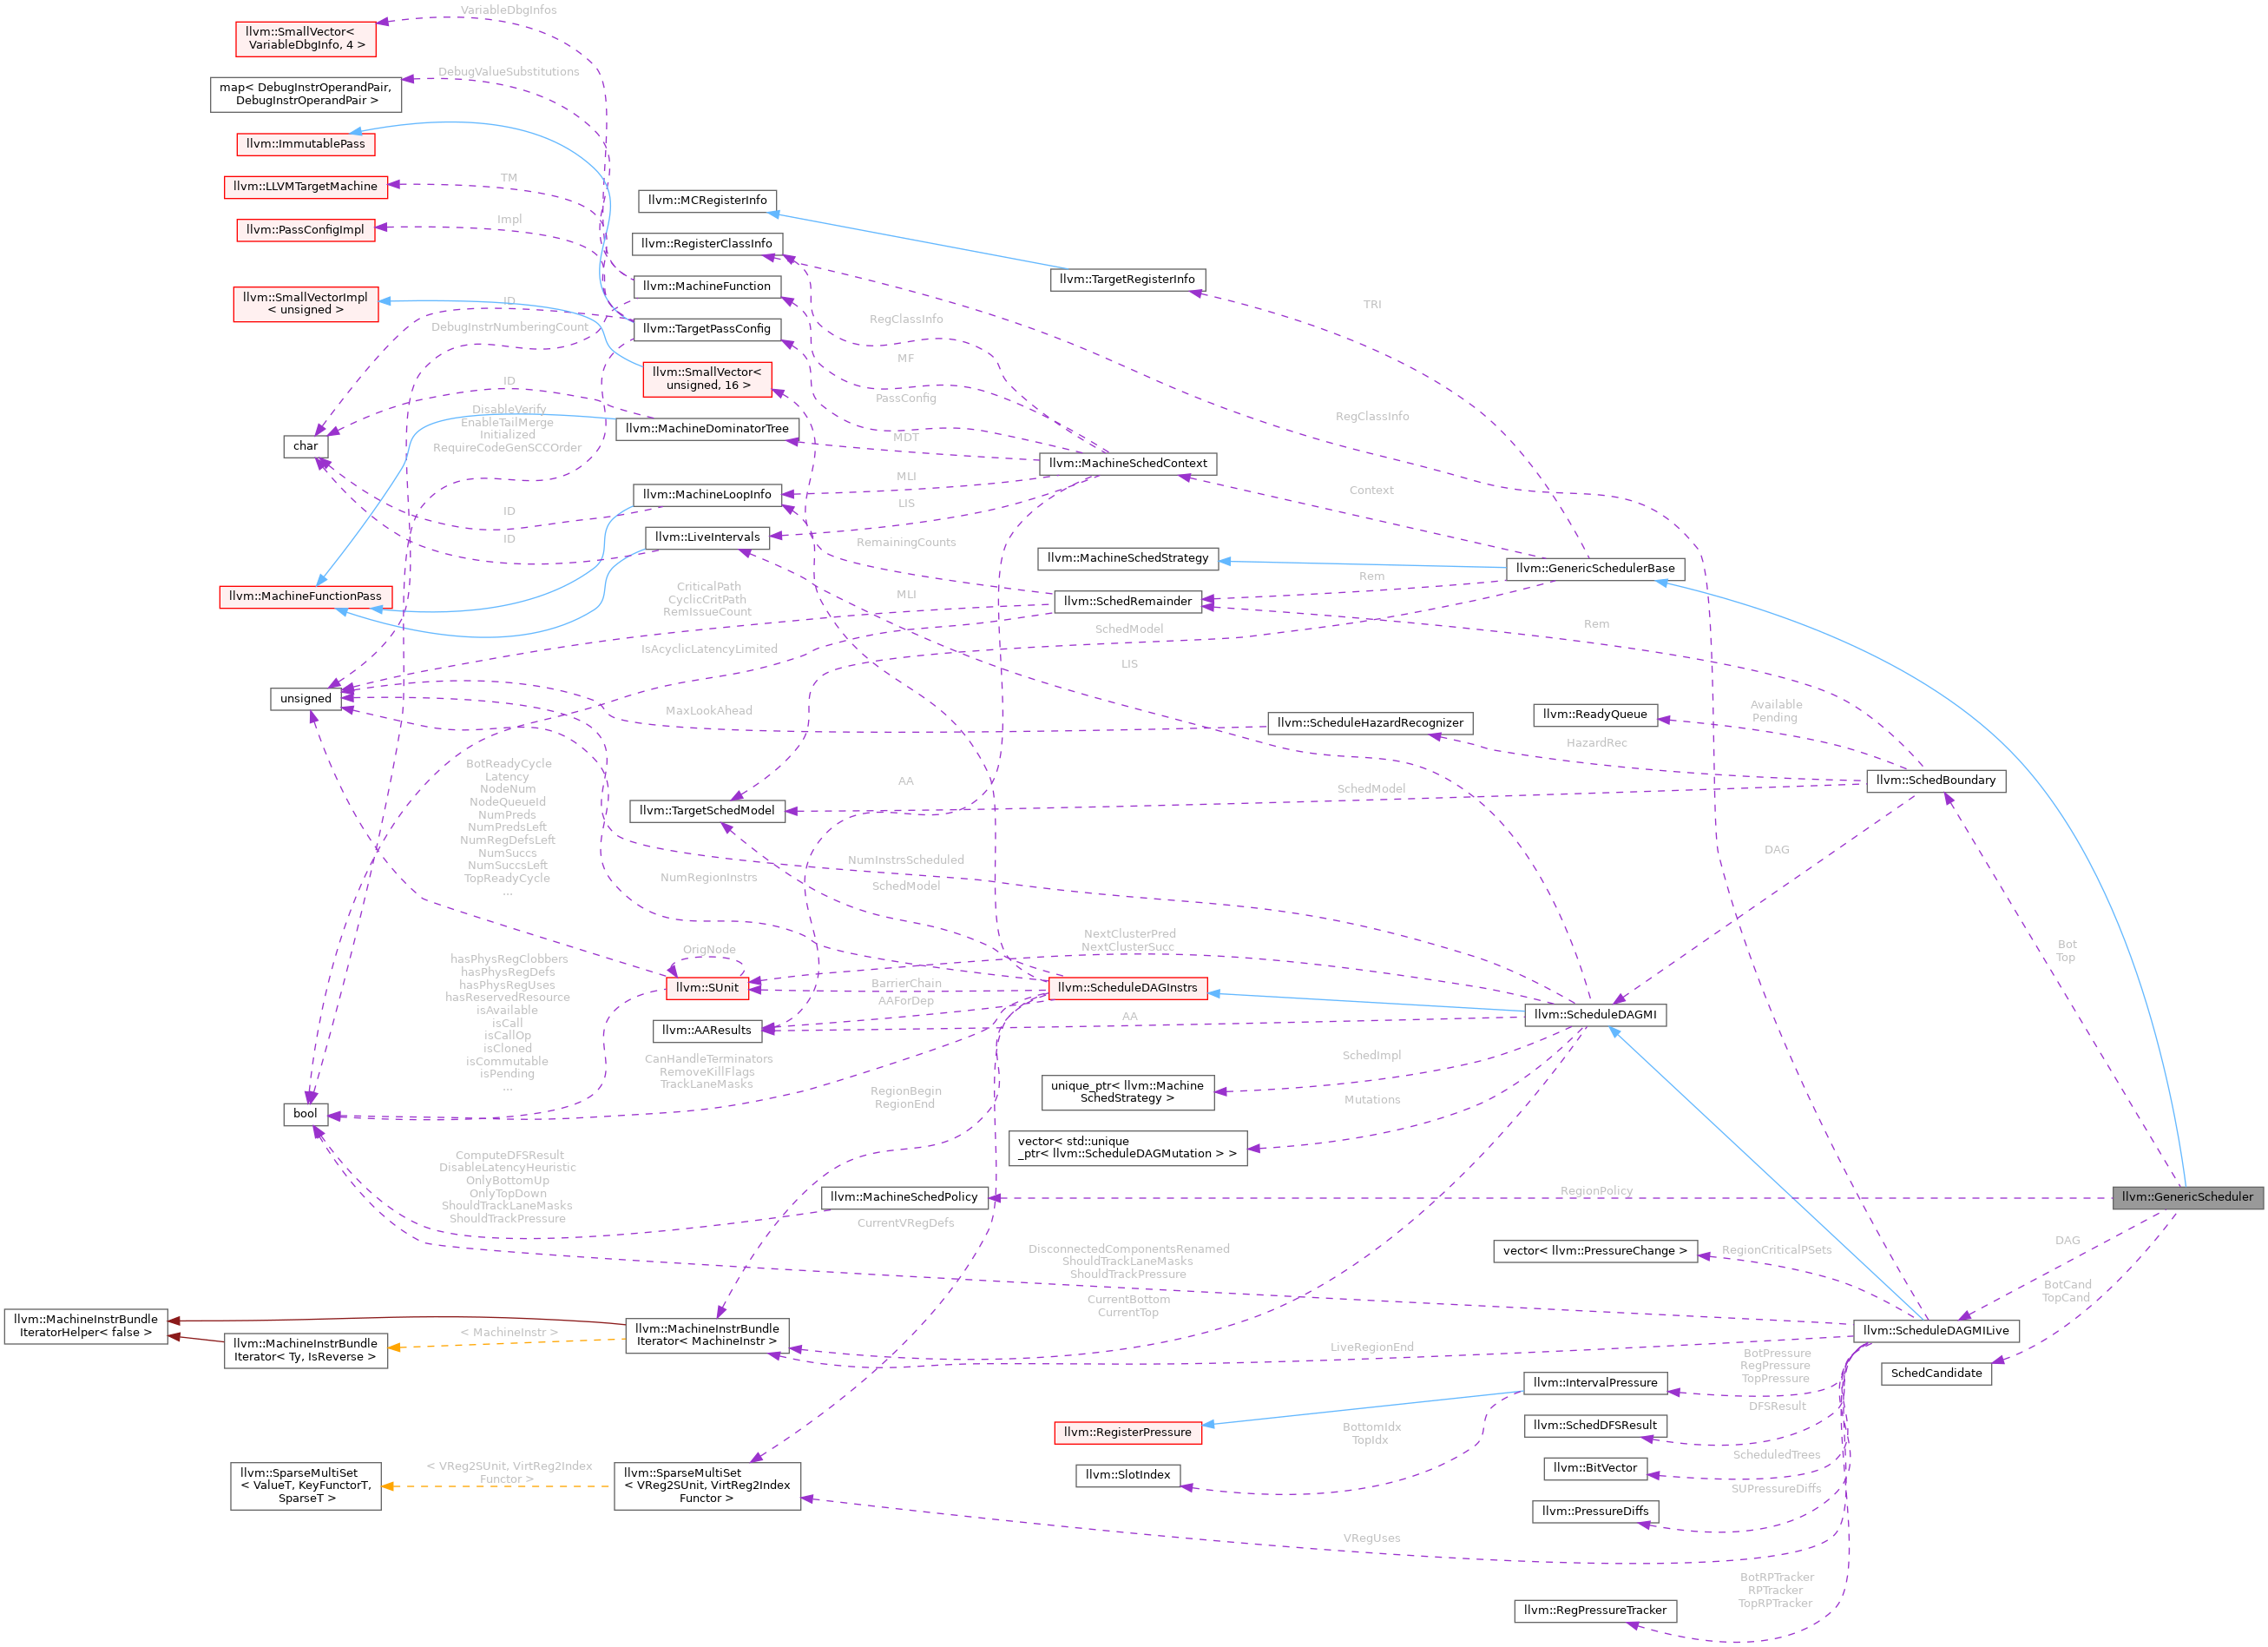 VariableDbgInfos
llvm::SmallVector<
VariableDbgInfo, 4 >
DebugValueSubstitutions
map< DebugInstrOperandPair,
DebugInstrOperandPair >
llvm::ImmutablePass
TM
llvm::LLVMTargetMachine
Impl
llvm::PassConfigImpl
llvm::MCRegisterInfo
llvm::RegisterClassInfo
llvm::TargetRegisterInfo
llvm::MachineFunction
llvm::SmallVectorImpl
< unsigned >
ID
DebugInstrNumberingCount
llvm::TargetPassConfig
TRI
RegClassInfo
MF
PassConfig
llvm::SmallVector<
unsigned, 16 >
ID
DisableVerify
EnableTailMerge
Initialized
RequireCodeGenSCCOrder
char
llvm::MachineDominatorTree
MDT
RegClassInfo
llvm::MachineSchedContext
MLI
LIS
Context
llvm::MachineLoopInfo
ID
ID
llvm::LiveIntervals
RemainingCounts
llvm::MachineSchedStrategy
llvm::GenericSchedulerBase
Rem
llvm::MachineFunctionPass
CriticalPath
CyclicCritPath
RemIssueCount
MLI
llvm::SchedRemainder
SchedModel
Rem
IsAcyclicLatencyLimited
LIS
unsigned
MaxLookAhead
llvm::ScheduleHazardRecognizer
llvm::ReadyQueue
Available
Pending
HazardRec
llvm::SchedBoundary
SchedModel
AA
llvm::TargetSchedModel
BotReadyCycle
Latency
NodeNum
NodeQueueId
NumPreds
NumPredsLeft
NumRegDefsLeft
NumSuccs
NumSuccsLeft
TopReadyCycle
...
NumRegionInstrs
NumInstrsScheduled
SchedModel
DAG
NextClusterPred
NextClusterSucc
Bot
Top
OrigNode
hasPhysRegClobbers
hasPhysRegDefs
hasPhysRegUses
hasReservedResource
isAvailable
isCall
isCallOp
isCloned
isCommutable
isPending
...
llvm::SUnit
BarrierChain
AAForDep
llvm::ScheduleDAGInstrs
llvm::AAResults
AA
llvm::ScheduleDAGMI
CanHandleTerminators
RemoveKillFlags
TrackLaneMasks
SchedImpl
unique_ptr< llvm::Machine
SchedStrategy >
RegionBegin
RegionEnd
Mutations
bool
vector< std::unique
_ptr< llvm::ScheduleDAGMutation > >
ComputeDFSResult
DisableLatencyHeuristic
OnlyBottomUp
OnlyTopDown
ShouldTrackLaneMasks
ShouldTrackPressure
llvm::MachineSchedPolicy
RegionPolicy
llvm::GenericScheduler
CurrentVRegDefs
DisconnectedComponentsRenamed
ShouldTrackLaneMasks
ShouldTrackPressure
vector< llvm::PressureChange >
RegionCriticalPSets
DAG
BotCand
TopCand
CurrentBottom
CurrentTop
llvm::MachineInstrBundle
IteratorHelper< false >
llvm::MachineInstrBundle
Iterator< Ty, IsReverse >
< MachineInstr >
llvm::MachineInstrBundle
Iterator< MachineInstr >
LiveRegionEnd
llvm::ScheduleDAGMILive
BotPressure
RegPressure
TopPressure
SchedCandidate
llvm::IntervalPressure
DFSResult
llvm::SchedDFSResult
llvm::RegisterPressure
BottomIdx
TopIdx
ScheduledTrees
llvm::BitVector
llvm::SlotIndex
SUPressureDiffs
llvm::PressureDiffs
llvm::SparseMultiSet
< ValueT, KeyFunctorT,
SparseT >
< VReg2SUnit, VirtReg2Index
Functor >
llvm::SparseMultiSet
< VReg2SUnit, VirtReg2Index
Functor >
VRegUses
BotRPTracker
RPTracker
TopRPTracker
llvm::RegPressureTracker